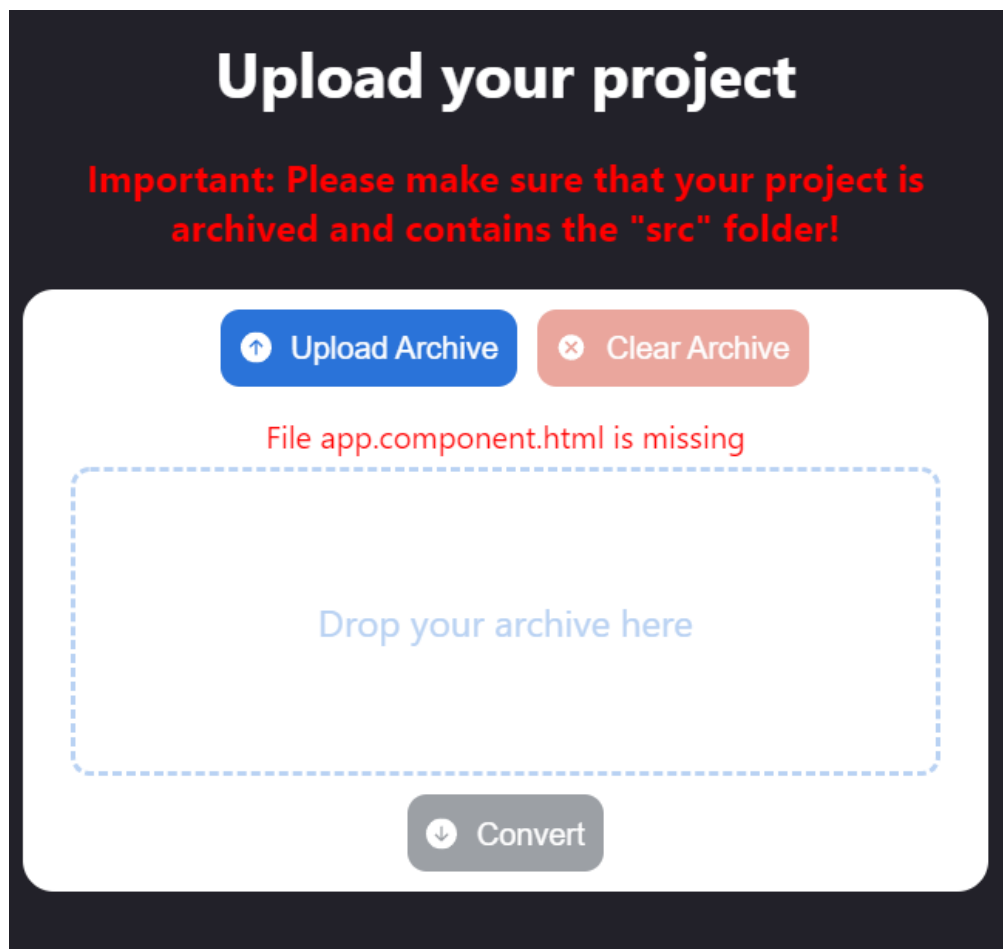 Upload your project
Important: Please make sure that your project is
archived and contains the "src" folder!
Upload Archive
Clear Archive
File app.component.html is missing
Drop your archive here
Convert